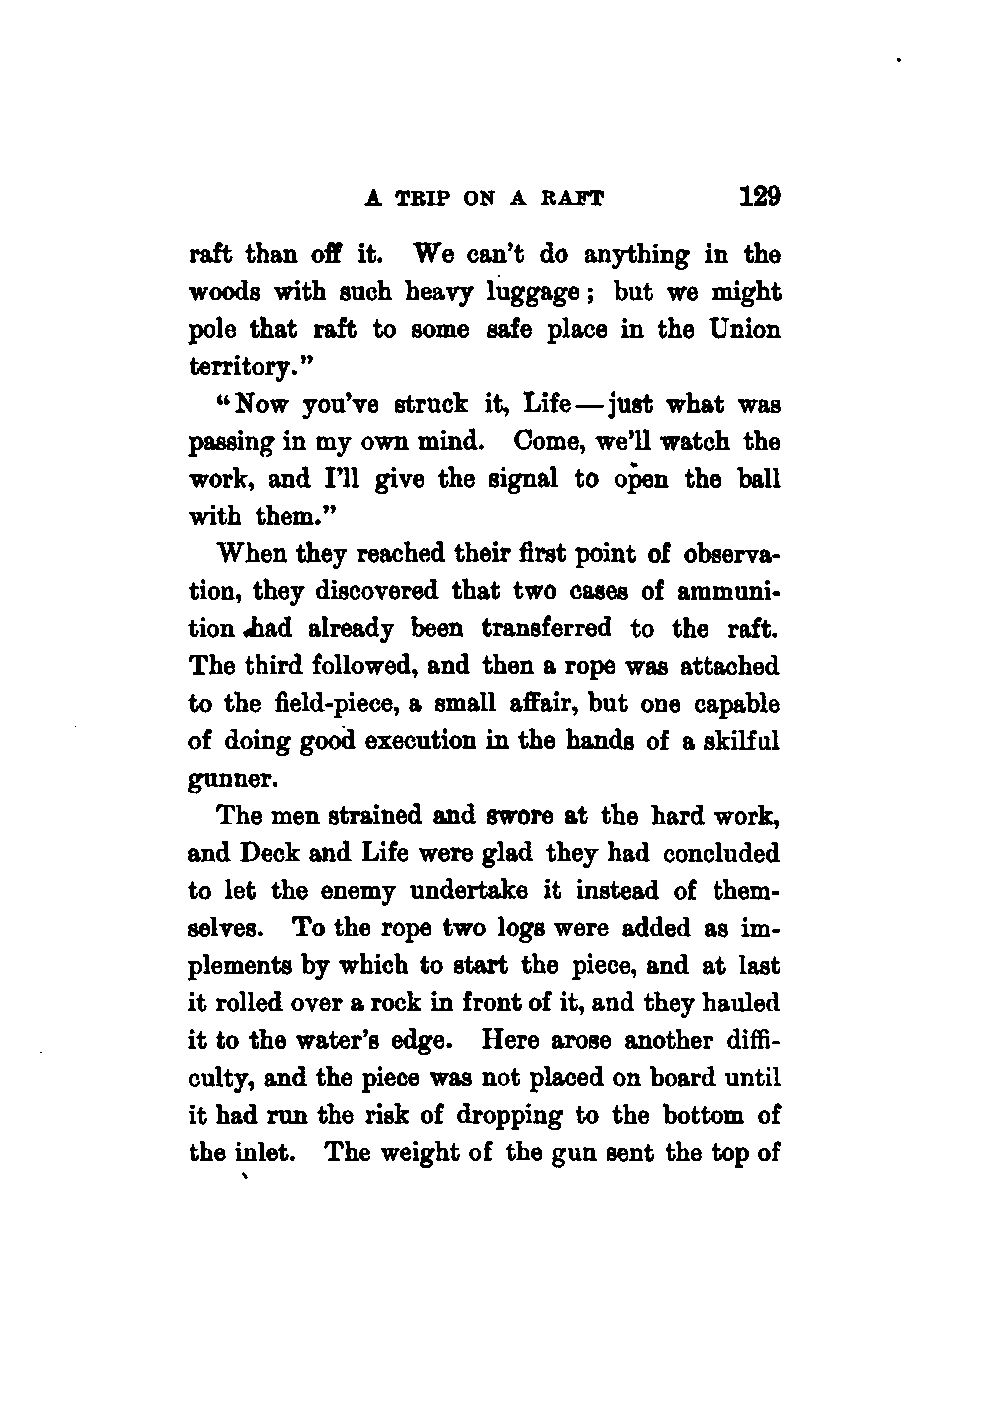 A TRIP ON A RAFT 129
raft than off it. We can't do anything in the
woods with such heavy luggage; but we might
pole that raft to some safe place in the Union
territory."
"Now you've struck it, Life—just what was
passing in my own mind. Come, we'll watch the
work, and I'll give the signal to open the ball
with them."
When they reached their first point of observa-
tion, they discovered that two cases of ammuni-
tion had already been transferred to the raft.
The third followed, and then a rope was attached
to the field-piece, a small affair, but one capable
of doing good execution in the hands of a skilful
gunner.
The men strained and swore at the hard work,
and Deck and Life were glad they had concluded
to let the enemy undertake it instead of them-
selves. To the rope two logs were added as im-
plements by which to start the piece, and at last
it rolled over a rock in front of it, and they hauled
it to the water's edge. Here arose another diffi-
culty, and the piece was not placed on board until
it had run the risk of dropping to the bottom of
the inlet. The weight of the gun sent the top of